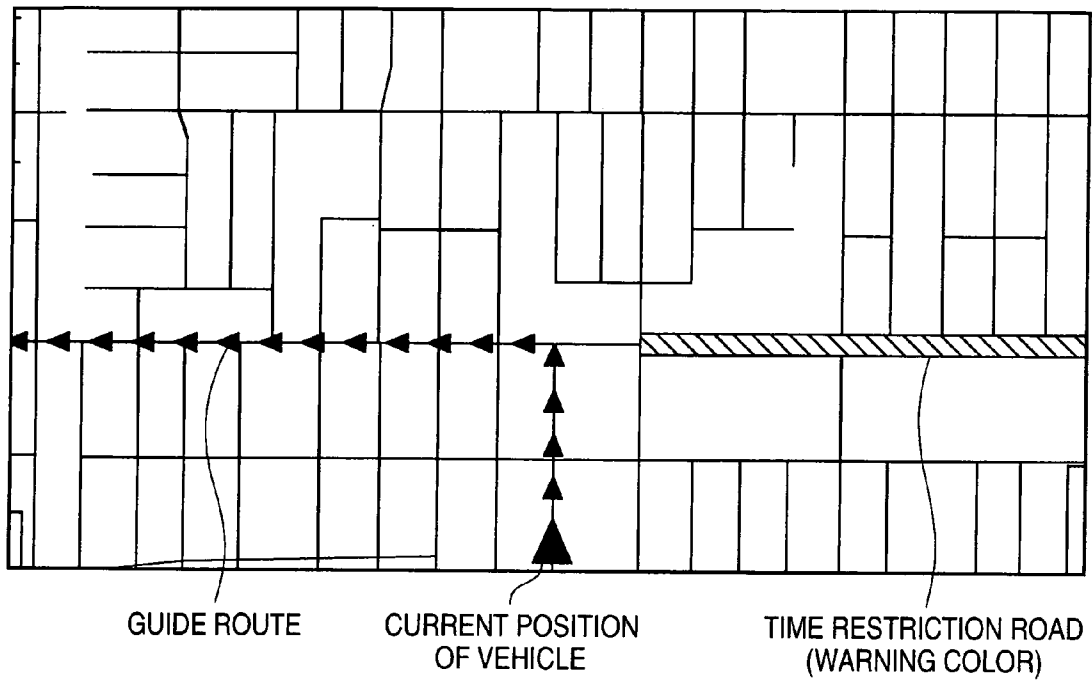 GUIDE ROUTE
CURRENT POSITION
OF VEHICLE
TIME RESTRICTION ROAD
(WARNING COLOR)